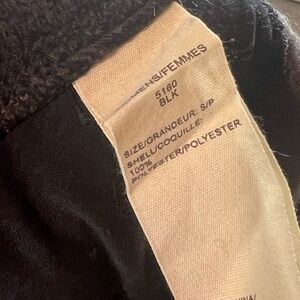 MENS/FEMMES
5160
BLK
SIZE/GRANDEUR: S/P
SHELL/COQUILLE:
100%
POLYESTER/POLYESTER